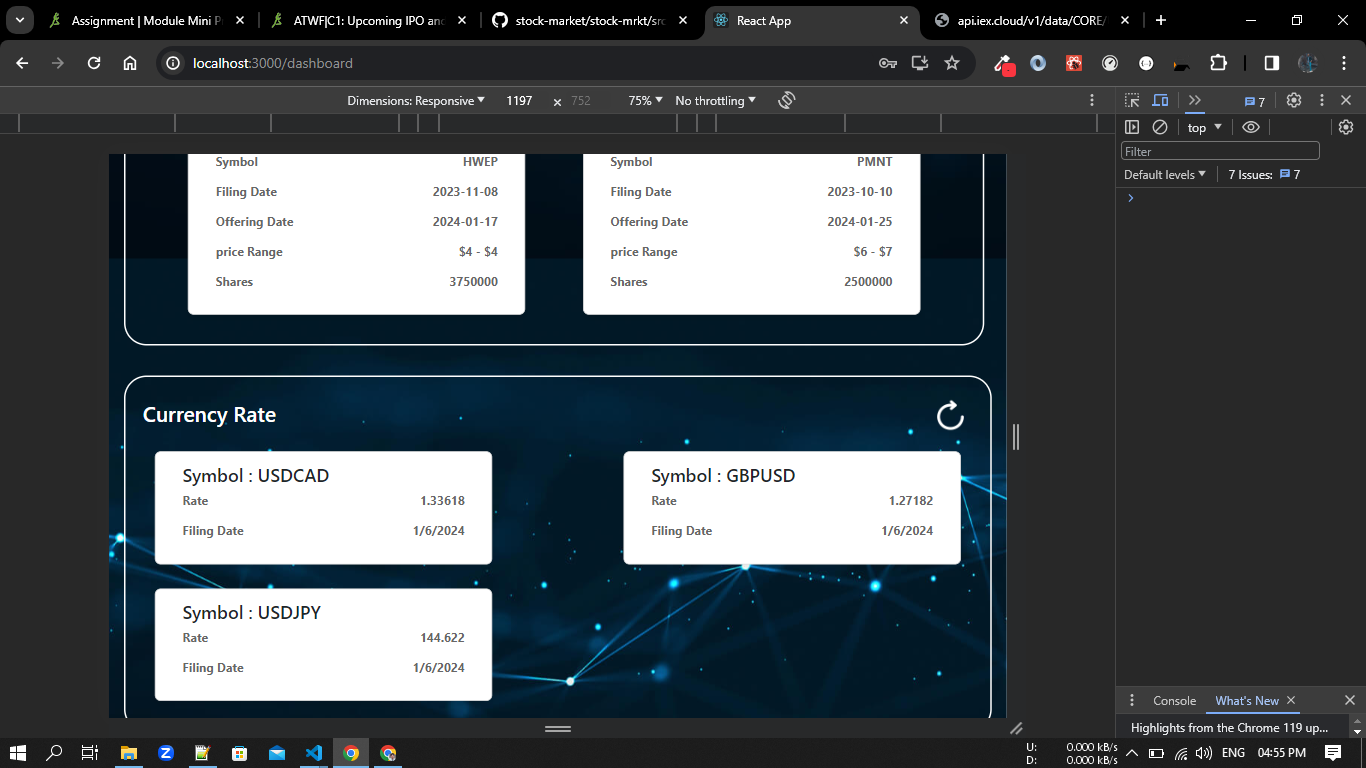 Assignment | Module Mini P
ATWF|C1: Upcoming IPO and
stock-market/stock-mrkt/src
React App
api.iex.cloud/v1/data/CORE/
localhost:3000/dashboard
Dimensions: Responsive 1197 × 752 75% No throttling
7
top
Filter
Default levels 7 Issues: 7
Symbol HWEP
Filing Date 2023-11-08
Offering Date 2024-01-17
price Range $4 - $4
Shares 3750000
Symbol PMNT
Filing Date 2023-10-10
Offering Date 2024-01-25
price Range $6 - $7
Shares 2500000
Currency Rate
Symbol : USDCAD
Rate 1.33618
Filing Date 1/6/2024
Symbol : GBPUSD
Rate 1.27182
Filing Date 1/6/2024
Symbol : USDJPY
Rate 144.622
Filing Date 1/6/2024
Console What's New
Highlights from the Chrome 119 up...
U: 0.000 kB/s
D: 0.000 kB/s
ENG 04:55 PM